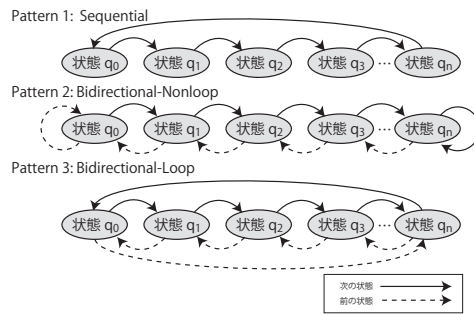 Pattern 1: Sequential
状態 q0 状態 q1 状態 q2 状態 q3 … 状態 qn
Pattern 2: Bidirectional-Nonloop
状態 q0 状態 q1 状態 q2 状態 q3 … 状態 qn
Pattern 3: Bidirectional-Loop
状態 q0 状態 q1 状態 q2 状態 q3 … 状態 qn
次の状態
前の状態